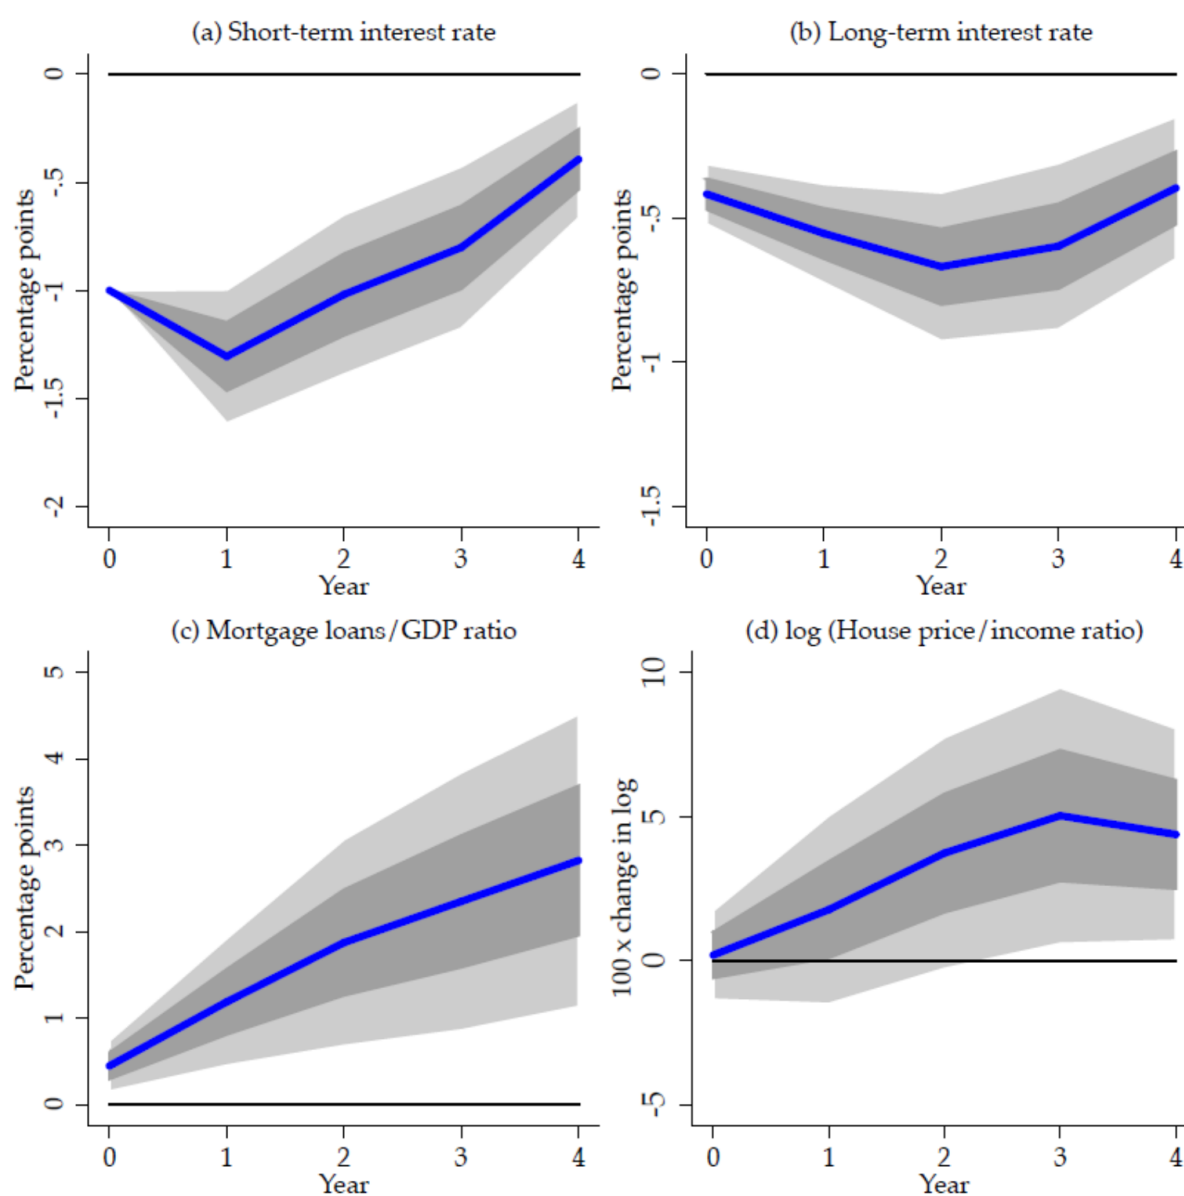 (a) Short-term interest rate
Percentage points
0
-.5
-1
-1.5
-2
0 1 2 3 4
Year
(b) Long-term interest rate
Percentage points
0
-.5
-1
-1.5
0 1 2 3 4
Year
(c) Mortgage loans/GDP ratio
Percentage points
5
4
3
2
1
0
0 1 2 3 4
Year
(d) log (House price/income ratio)
100 x change in log
10
5
0
-5
0 1 2 3 4
Year